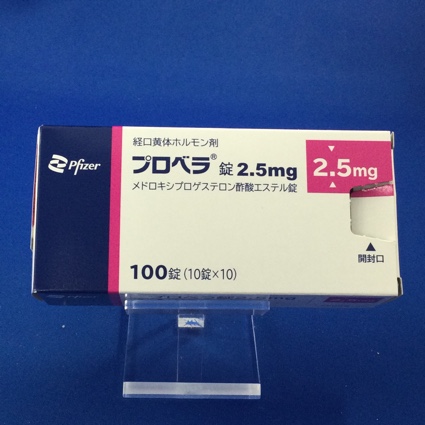 Pfizer
経口黄体ホルモン剤
プロベラ®錠 2.5mg
メドロキシプロゲステロン酢酸エステル錠
2.5mg
100錠(10錠×10)
開封口